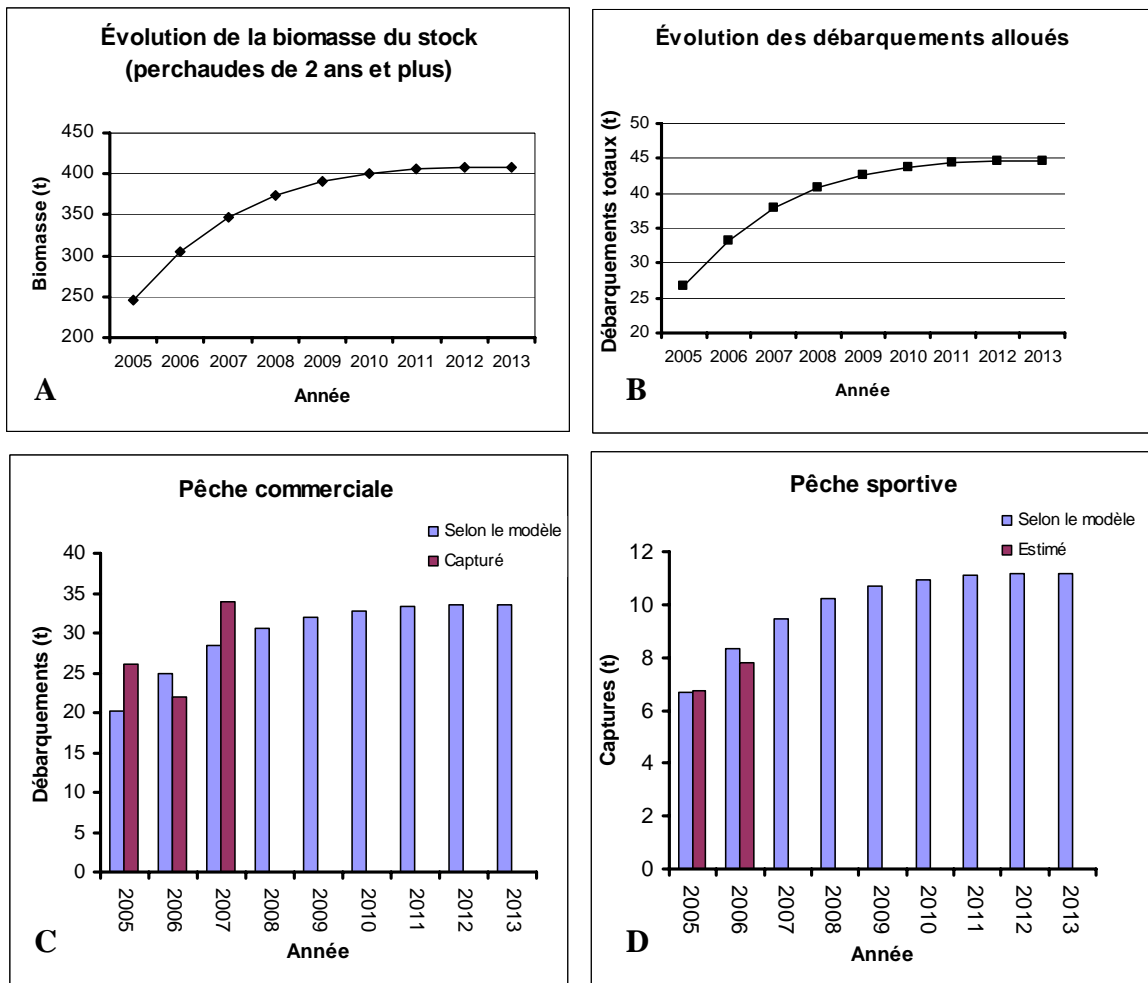 Évolution de la biomasse du stock
(perchaudes de 2 ans et plus)
Biomasse (t)
450
400
350
300
250
200
2005 2006 2007 2008 2009 2010 2011 2012 2013
Année
A
Évolution des débarquements alloués
Débarquements totaux (t)
50
45
40
35
30
25
20
2005 2006 2007 2008 2009 2010 2011 2012 2013
Année
B
Pêche commerciale
Selon le modèle
Capturé
Débarquements (t)
40
35
30
25
20
15
10
5
0
2005 2006 2007 2008 2009 2010 2011 2012 2013
Année
C
Pêche sportive
Selon le modèle
Estimé
Captures (t)
12
10
8
6
4
2
0
2005 2006 2007 2008 2009 2010 2011 2012 2013
Année
D